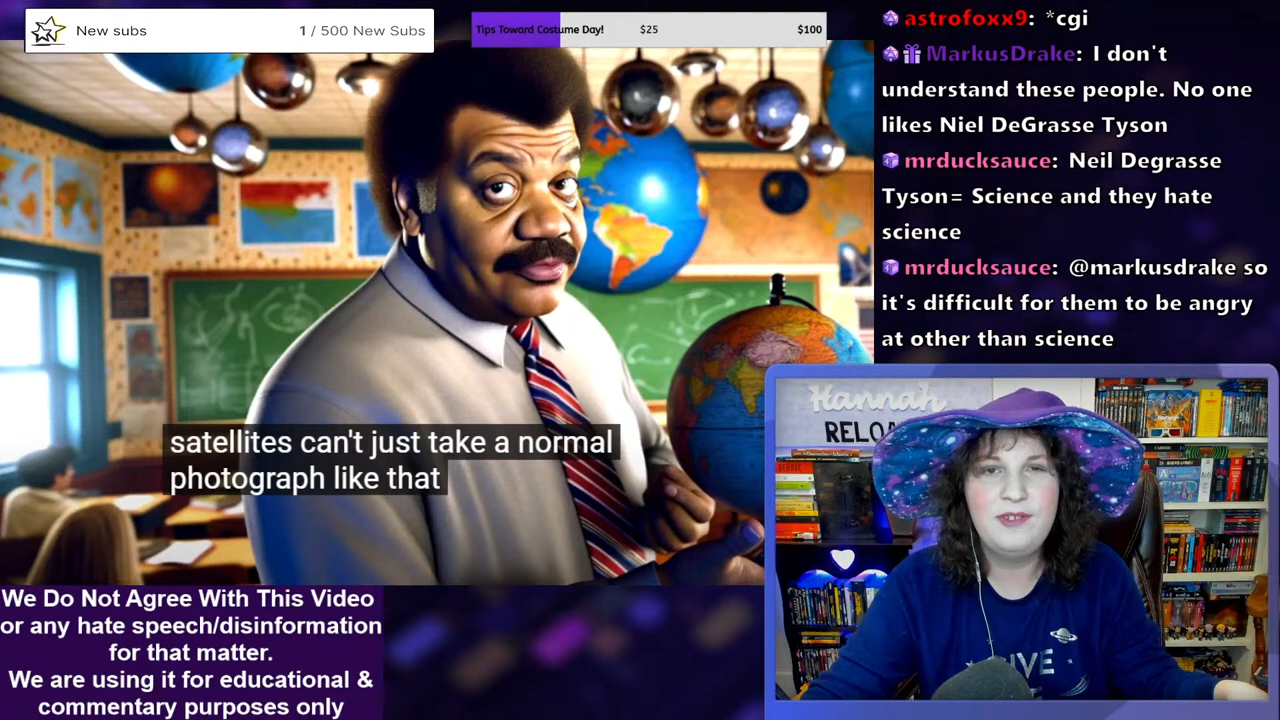 New subs
1 / 500 New Subs
Tips Toward Costume Day!
$25
$100
astrofoxx9: *cgi
MarkusDrake: I don't
understand these people. No one
likes Niel DeGrasse Tyson
mrducksauce: Neil Degrasse
Tyson= Science and they hate
science
mrducksauce: @markusdrake so
it's difficult for them to be angry
at other than science
satellites can't just take a normal
photograph like that
Hannah
RELOA
We Do Not Agree With This Video
or any hate speech/disinformation
for that matter.
We are using it for educational &
commentary purposes only